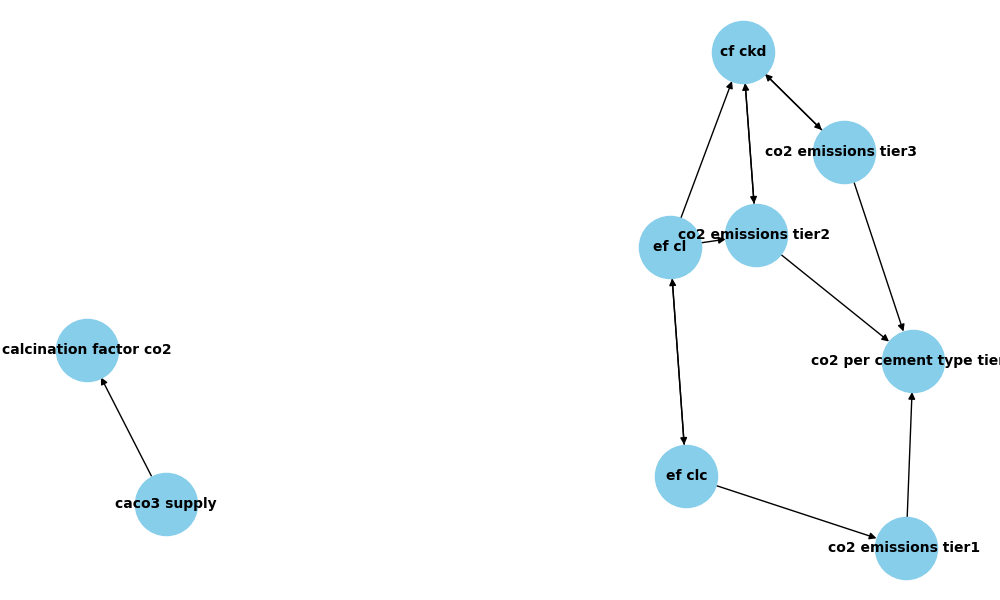 cf ckd
co2 emissions tier3
co2 emissions tier2
ef cl
calcination factor co2
co2 per cement type tier
ef clc
caco3 supply
co2 emissions tier1